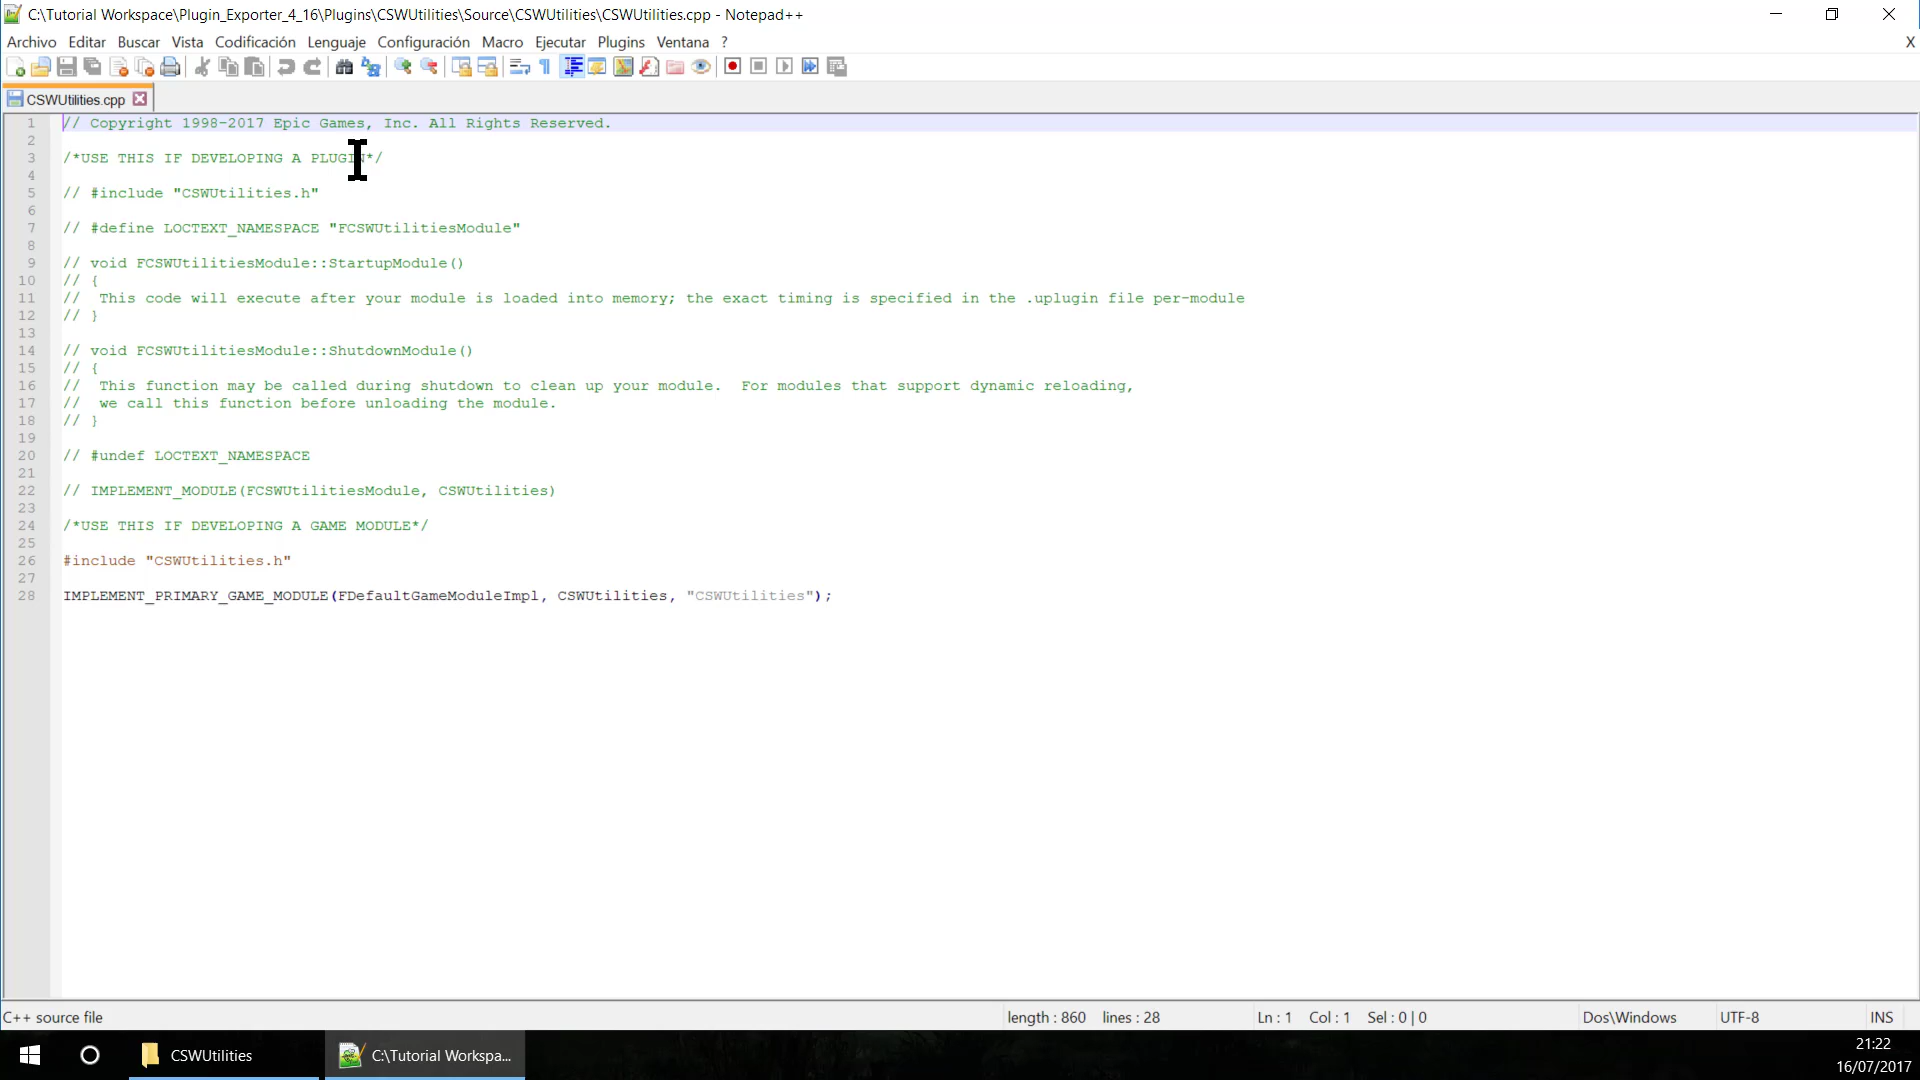 C:\Tutorial Workspace\Plugin_Exporter_4_16\Plugins\CSWUtilities\Source\CSWUtilities\CSWUtilities.cpp - Notepad++
Archivo Editar Buscar Vista Codificación Lenguaje Configuración Macro Ejecutar Plugins Ventana ? X
CSWUtilities.cpp
1 // Copyright 1998-2017 Epic Games, Inc. All Rights Reserved.
2
3 /*USE THIS IF DEVELOPING A PLUGIN*/
4
5 // #include "CSWUtilities.h"
6
7 // #define LOCTEXT_NAMESPACE "FCSWUtilitiesModule"
8
9 // void FCSWUtilitiesModule::StartupModule()
10 // {
11 // This code will execute after your module is loaded into memory; the exact timing is specified in the .uplugin file per-module
12 // }
13
14 // void FCSWUtilitiesModule::ShutdownModule()
15 // {
16 // This function may be called during shutdown to clean up your module.  For modules that support dynamic reloading,
17 // we call this function before unloading the module.
18 // }
19
20 // #undef LOCTEXT_NAMESPACE
21
22 // IMPLEMENT_MODULE(FCSWUtilitiesModule, CSWUtilities)
23
24 /*USE THIS IF DEVELOPING A GAME MODULE*/
25
26 #include "CSWUtilities.h"
27
28 IMPLEMENT_PRIMARY_GAME_MODULE(FDefaultGameModuleImpl, CSWUtilities, "CSWUtilities");
C++ source file length : 860 lines : 28 Ln : 1 Col : 1 Sel : 0 | 0 Dos\Windows UTF-8 INS
CSWUtilities C:\Tutorial Workspa... 21:22
16/07/2017